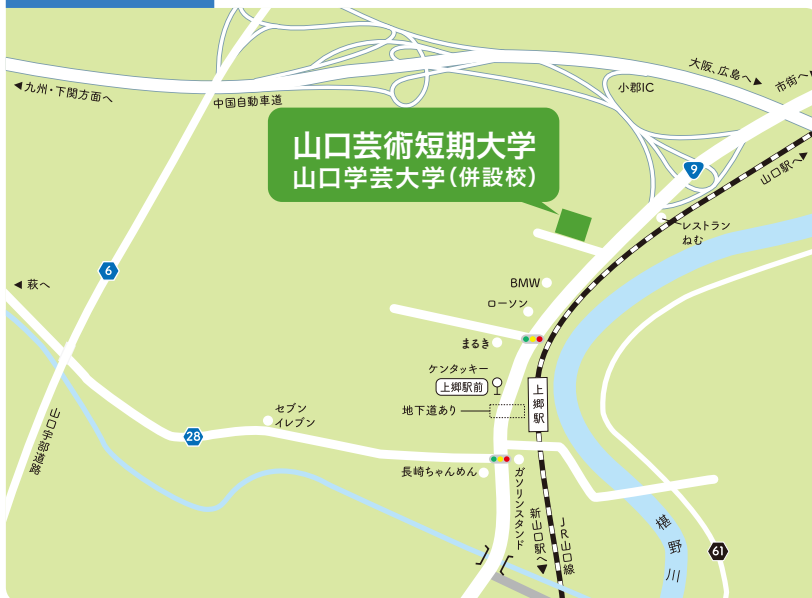 ◀九州・下関方面へ
中国自動車道
大阪、広島へ▶
市街へ▶
小郡IC
山口芸術短期大学
山口学芸大学(併設校)
9
山口駅へ▶
レストラン
ねむ
6
◀萩へ
BMW
ローソン
まるき
ケンタッキー
上郷駅前
地下道あり
上郷駅
セブン
イレブン
28
山口宇部道路
長崎ちゃんめん
ガソリンスタンド
新山口駅へ▶
JR山口線
椹野川
61